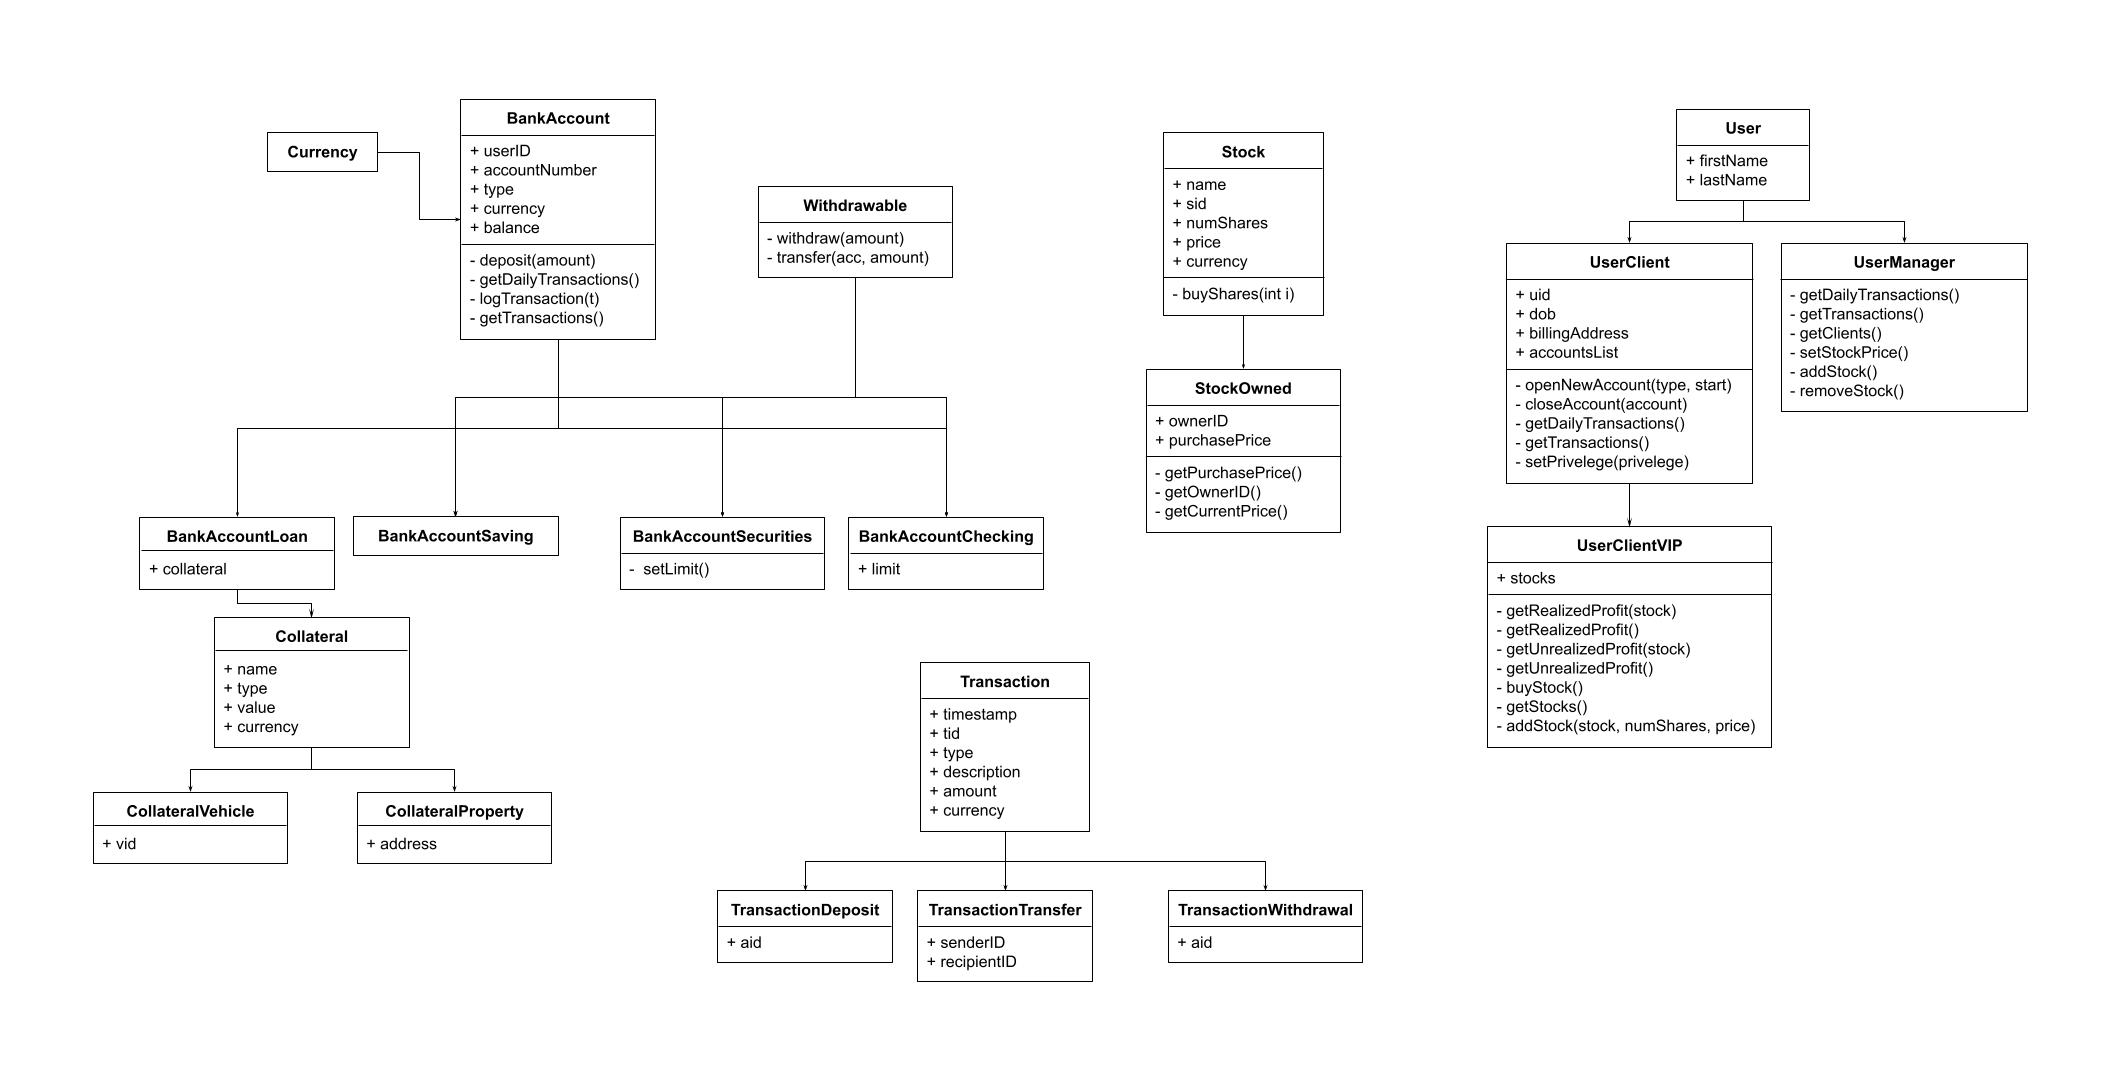 Currency
BankAccount
+ userID
+ accountNumber
+ type
+ currency
+ balance
- deposit(amount)
- getDailyTransactions()
- logTransaction(t)
- getTransactions()
Withdrawable
- withdraw(amount)
- transfer(acc, amount)
BankAccountLoan
+ collateral
BankAccountSaving
BankAccountSecurities
- setLimit()
BankAccountChecking
+ limit
Collateral
+ name
+ type
+ value
+ currency
CollateralVehicle
+ vid
CollateralProperty
+ address
Transaction
+ timestamp
+ tid
+ type
+ description
+ amount
+ currency
TransactionDeposit
+ aid
TransactionTransfer
+ senderID
+ recipientID
TransactionWithdrawal
+ aid
Stock
+ name
+ sid
+ numShares
+ price
+ currency
- buyShares(int i)
StockOwned
+ ownerID
+ purchasePrice
- getPurchasePrice()
- getOwnerID()
- getCurrentPrice()
User
+ firstName
+ lastName
UserClient
+ uid
+ dob
+ billingAddress
+ accountsList
- openNewAccount(type, start)
- closeAccount(account)
- getDailyTransactions()
- getTransactions()
- setPrivelege(privelege)
UserManager
- getDailyTransactions()
- getTransactions()
- getClients()
- setStockPrice()
- addStock()
- removeStock()
UserClientVIP
+ stocks
- getRealizedProfit(stock)
- getRealizedProfit()
- getUnrealizedProfit(stock)
- getUnrealizedProfit()
- buyStock()
- getStocks()
- addStock(stock, numShares, price)